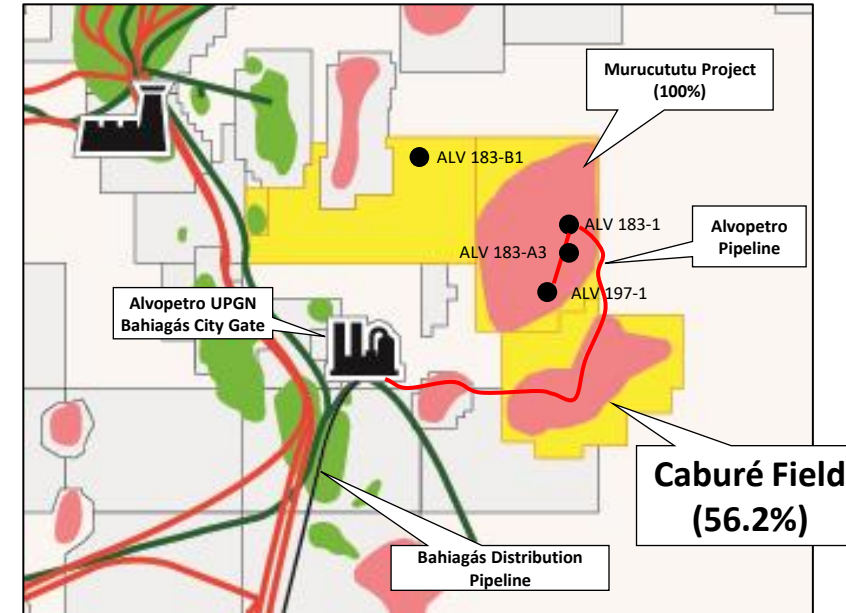 Murucututu Project
(100%)
ALV 183-B1
ALV 183-1
Alvopetro
Pipeline
ALV 183-A3
ALV 197-1
Alvopetro UPGN
Bahiagás City Gate
Caburé Field
(56.2%)
Bahiagás Distribution
Pipeline